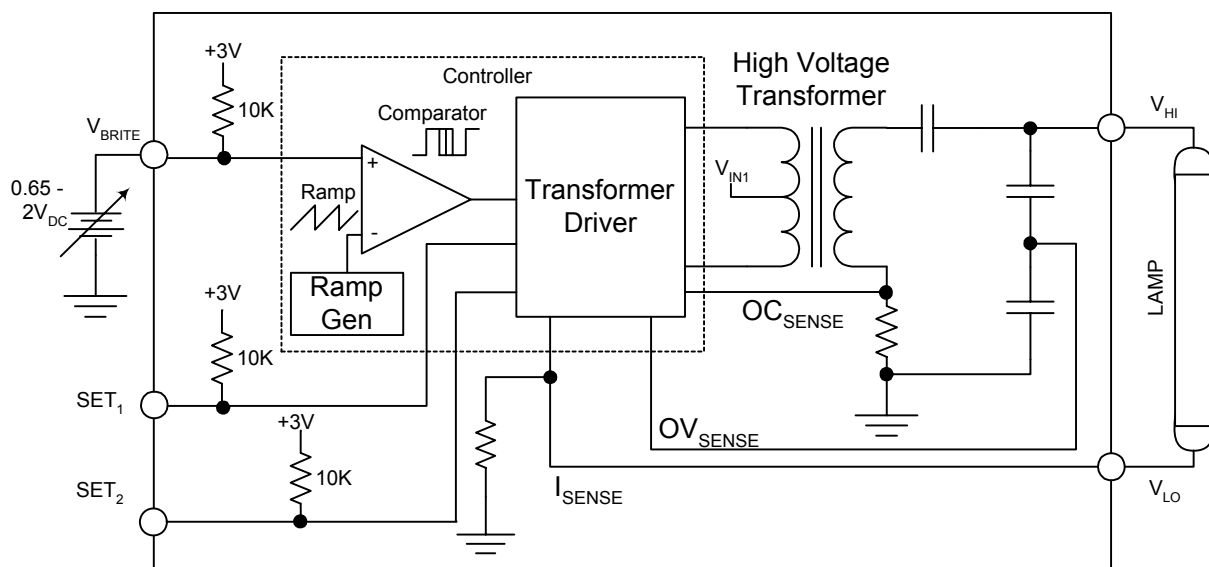 +3V
10K
V_BRITE
0.65 -
2V_DC
Controller
Comparator
+
Ramp
-
Ramp
Gen
Transformer
Driver
High Voltage
Transformer
V_IN1
V_HI
LAMP
OC_SENSE
+3V
10K
SET_1
OV_SENSE
+3V
10K
SET_2
I_SENSE
V_LO